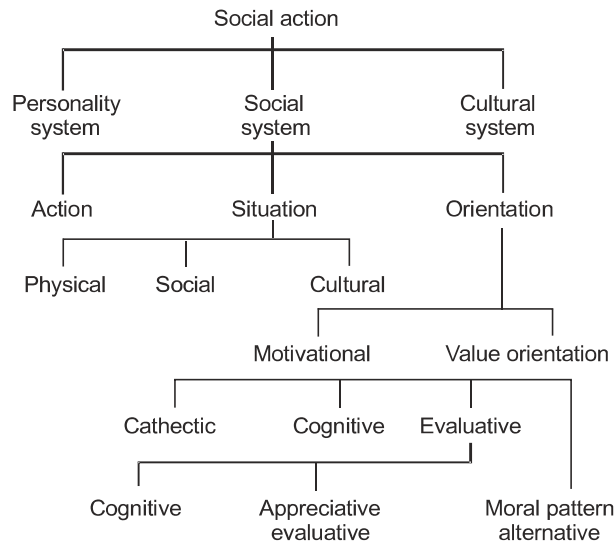 Social action
Personality system
Social system
Cultural system
Action
Situation
Orientation
Physical
Social
Cultural
Motivational
Value orientation
Cathectic
Cognitive
Evaluative
Cognitive
Appreciative evaluative
Moral pattern alternative